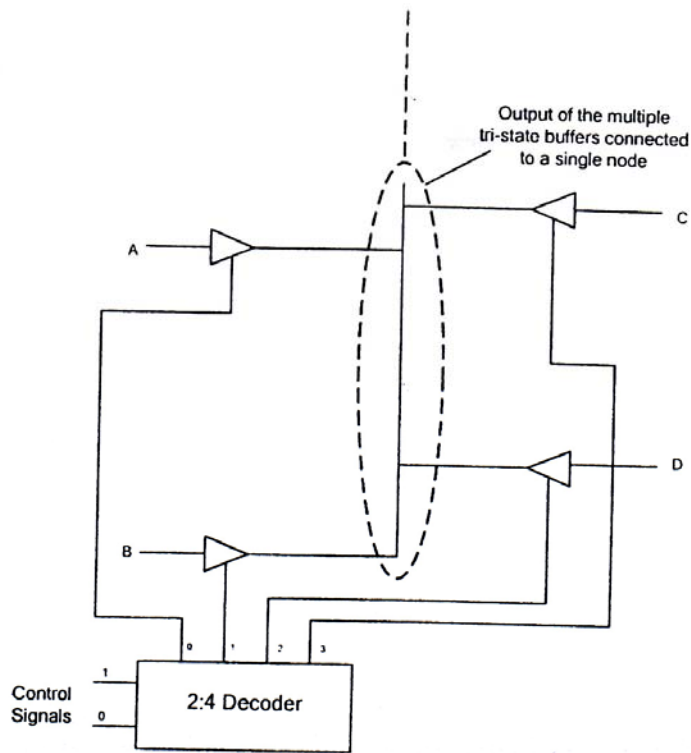 Output of the multiple
tri-state buffers connected
to a single node
A
C
D
B
0 1 2 3
1
Control
Signals
0
2:4 Decoder